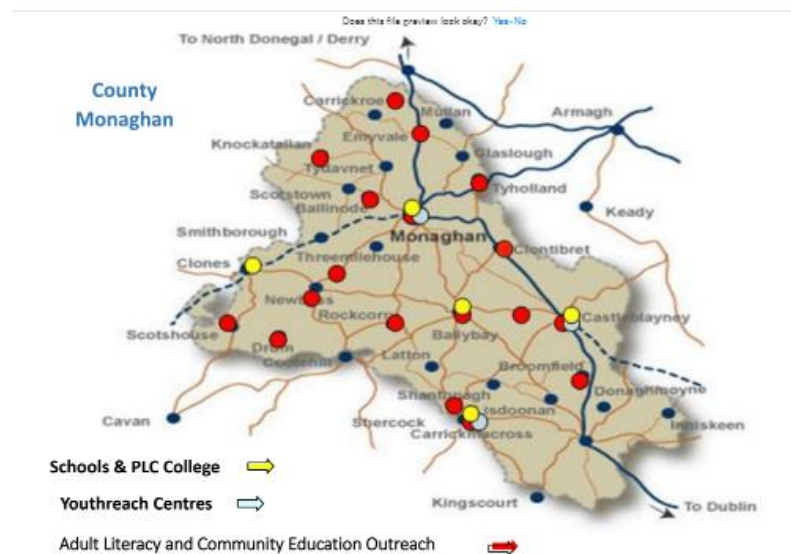 Does this file preview look okay? Yes-No
To North Donegal / Derry
County
Monaghan
Carrickroe
Mullan
Armagh
Emyvale
Knockatallan
Glaslough
Tydavnet
Scotstown
Tyholland
Ballinode
Keady
Smithborough
Monaghan
Clontibret
Clones
Threemilehouse
Newbliss
Rockcorry
Castleblayney
Scotshouse
Ballybay
Drum
Cootehill
Latton
Broomfield
Donaghmoyne
Shantonagh
Lisdoonan
Cavan
Shercock
Carrickmacross
Inniskeen
Schools & PLC College
Youthreach Centres
Kingscourt
To Dublin
Adult Literacy and Community Education Outreach